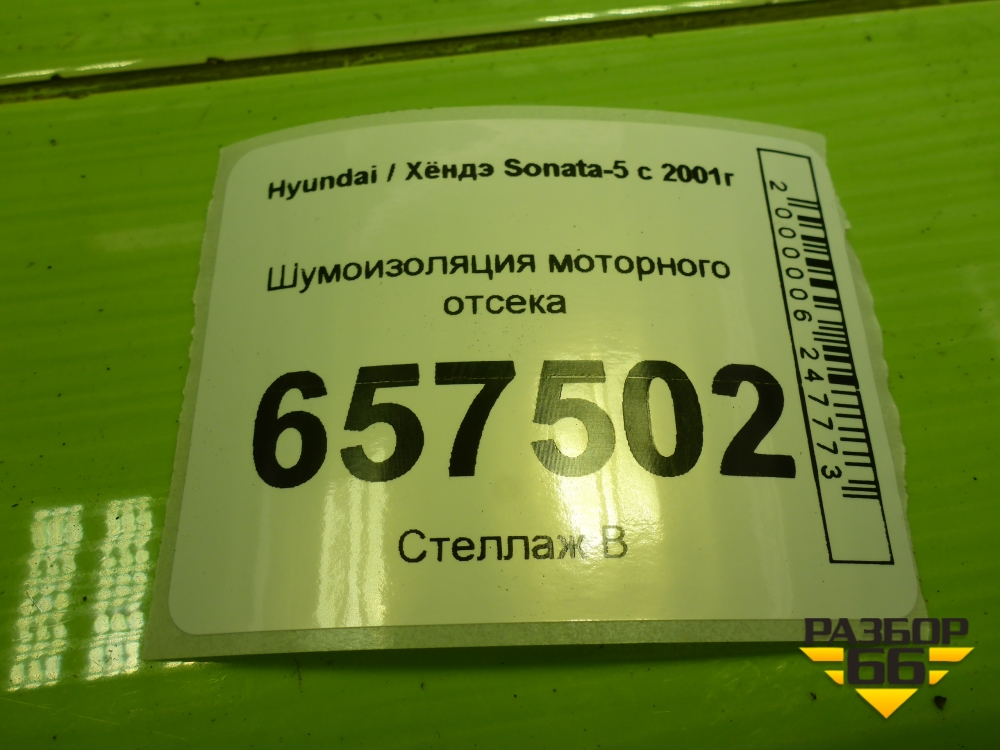 Hyundai / Хёндэ Sonata-5 с 2001г
Шумоизоляция моторного
отсека
657502
Стеллаж В
2000006247773
РАЗБОР
66